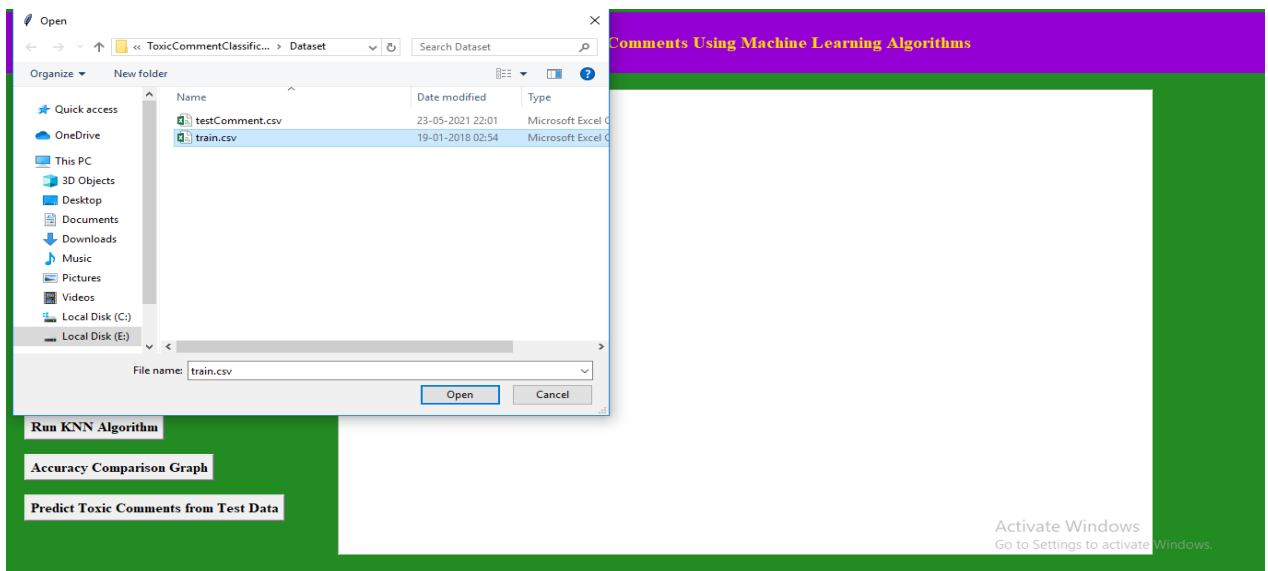 Open
« ToxicCommentClassific... › Dataset
Search Dataset
Comments Using Machine Learning Algorithms
Organize
New folder
?
Name Date modified Type
Quick access
testComment.csv 23-05-2021 22:01 Microsoft Excel C
OneDrive
train.csv 19-01-2018 02:54 Microsoft Excel C
This PC
3D Objects
Desktop
Documents
Downloads
Music
Pictures
Videos
Local Disk (C:)
Local Disk (E:)
File name: train.csv
Open
Cancel
Run KNN Algorithm
Accuracy Comparison Graph
Predict Toxic Comments from Test Data
Activate Windows
Go to Settings to activate Windows.